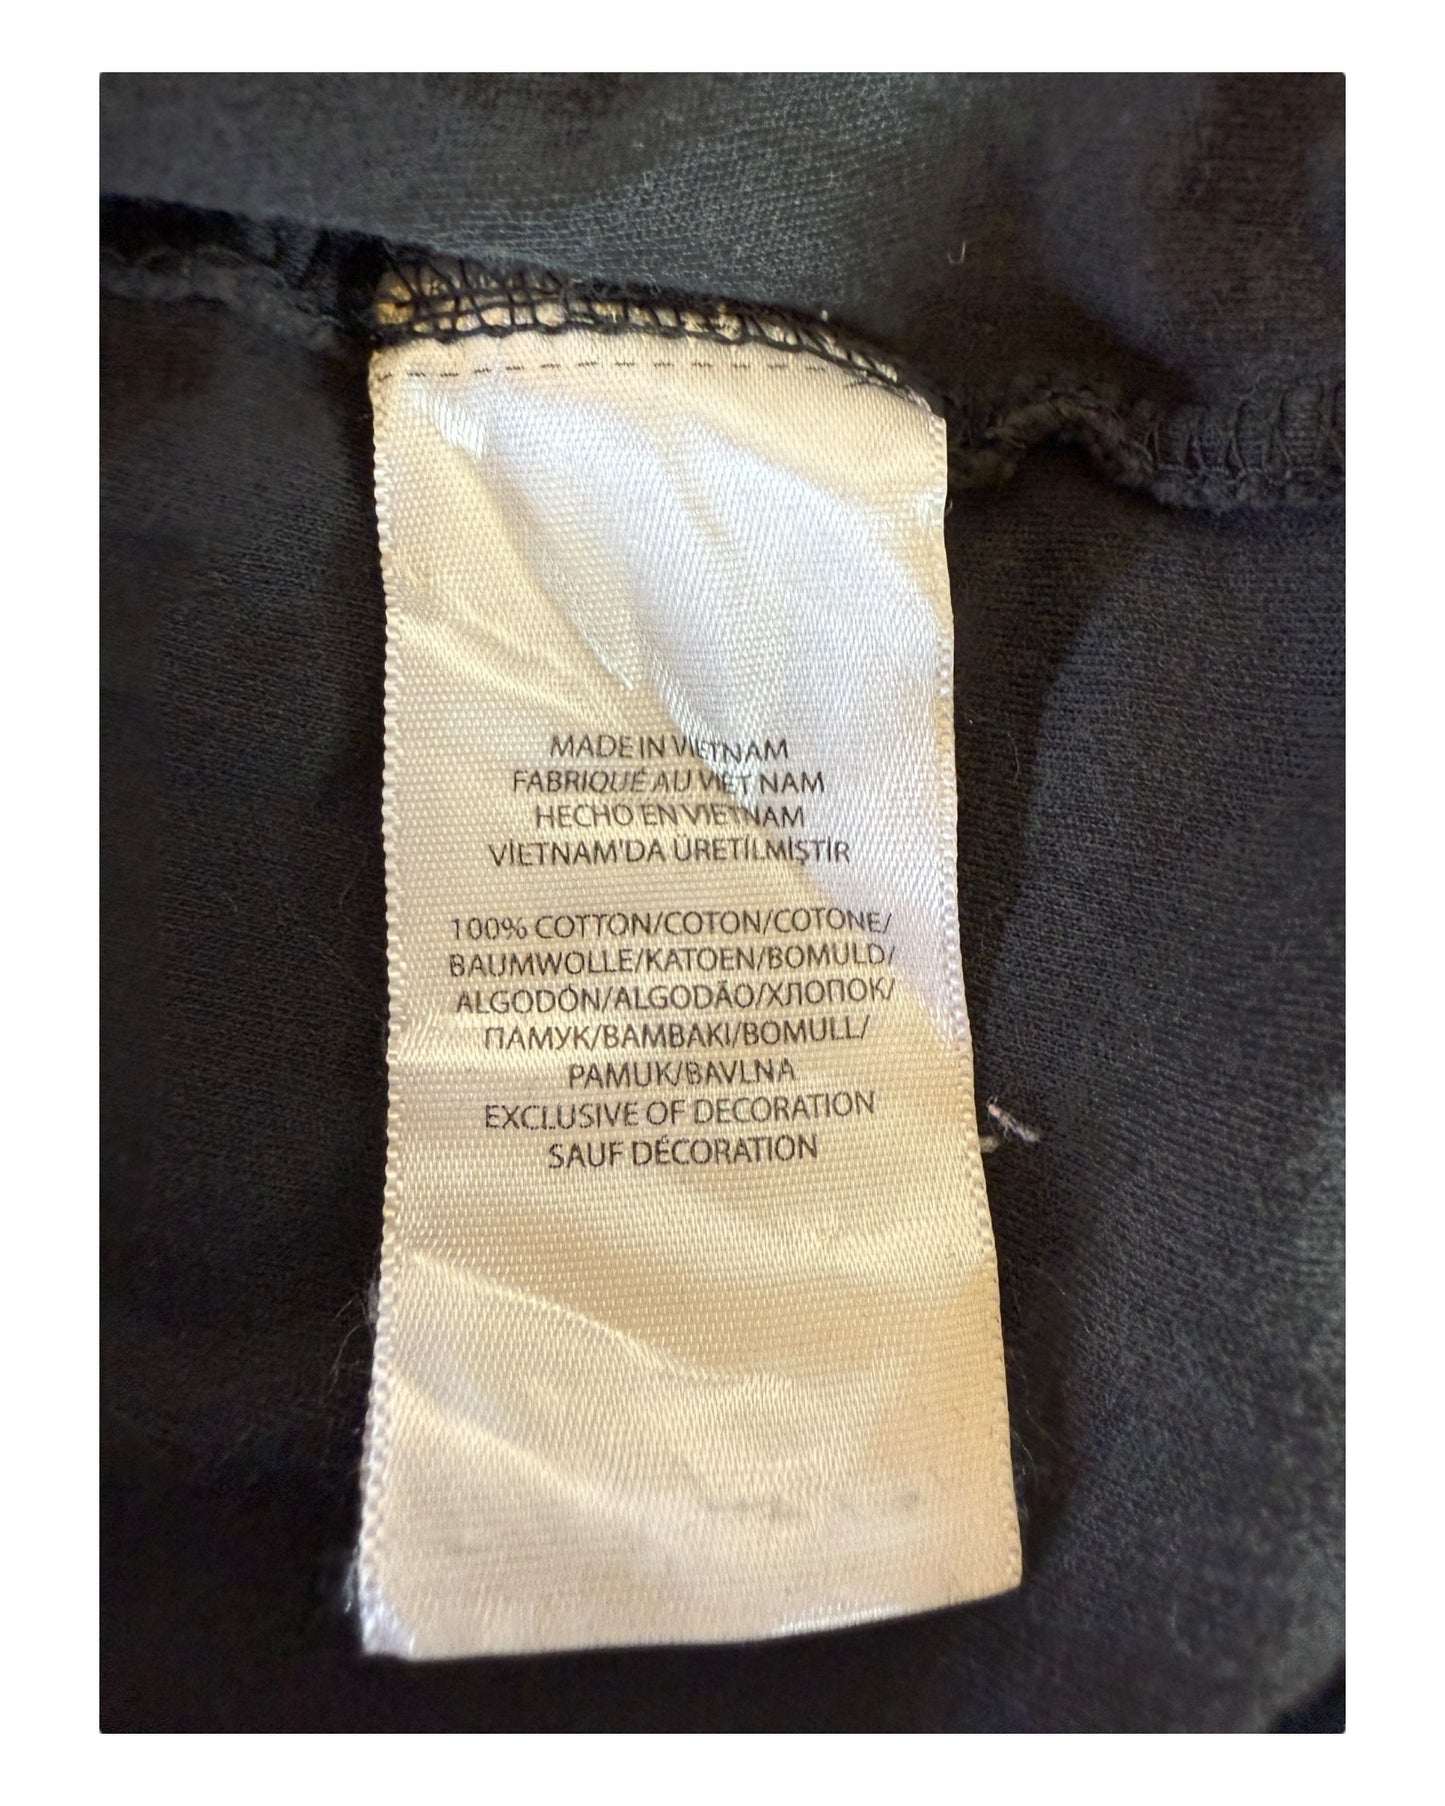 MADE IN VIETNAM
FABRIQUÉ AU VIET NAM
HECHO EN VIETNAM
VİETNAM'DA ÜRETİLMİŞTİR
100% COTTON/COTON/COTONE/
BAUMWOLLE/KATOEN/BOMULD/
ALGODÓN/ALGODÃO/ХЛОПОК/
ПАМУК/BAMBAKI/BOMULL/
PAMUK/BAVLNA
EXCLUSIVE OF DECORATION
SAUF DÉCORATION